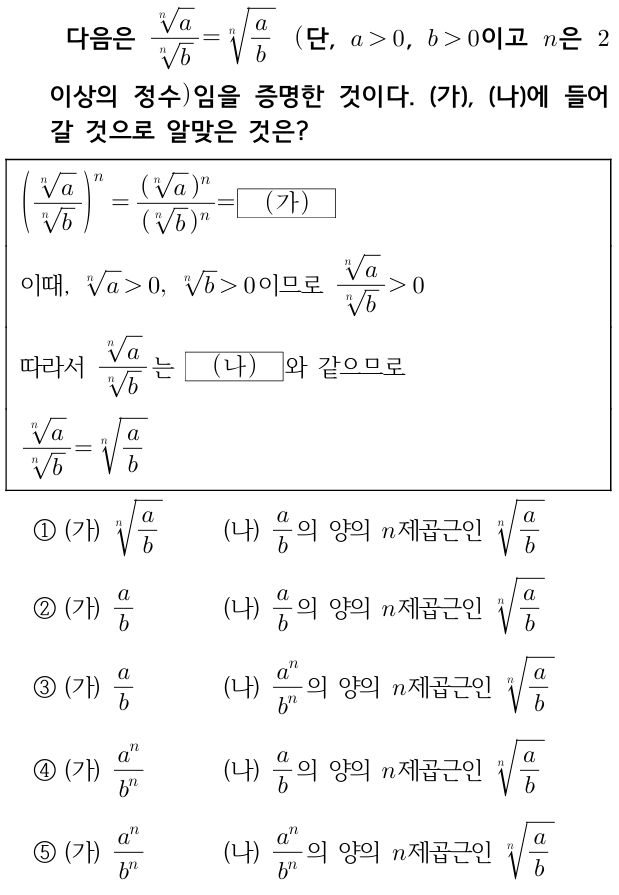 다음은 $\frac{\sqrt[n]{a}}{\sqrt[n]{b}}=\sqrt[n]{\frac{a}{b}}$ (단, $a>0$, $b>0$이고 $n$은 2
이상의 정수)임을 증명한 것이다. (가), (나)에 들어
갈 것으로 알맞은 것은?
$\left(\frac{\sqrt[n]{a}}{\sqrt[n]{b}}\right)^n=\frac{(\sqrt[n]{a})^n}{(\sqrt[n]{b})^n}=$ (가)
이때, $\sqrt[n]{a}>0$, $\sqrt[n]{b}>0$이므로 $\frac{\sqrt[n]{a}}{\sqrt[n]{b}}>0$
따라서 $\frac{\sqrt[n]{a}}{\sqrt[n]{b}}$는 (나) 와 같으므로
$\frac{\sqrt[n]{a}}{\sqrt[n]{b}}=\sqrt[n]{\frac{a}{b}}$
① (가) $\sqrt[n]{\frac{a}{b}}$ (나) $\frac{a}{b}$의 양의 $n$제곱근인 $\sqrt[n]{\frac{a}{b}}$
② (가) $\frac{a}{b}$ (나) $\frac{a}{b}$의 양의 $n$제곱근인 $\sqrt[n]{\frac{a}{b}}$
③ (가) $\frac{a}{b}$ (나) $\frac{a^n}{b^n}$의 양의 $n$제곱근인 $\sqrt[n]{\frac{a}{b}}$
④ (가) $\frac{a^n}{b^n}$ (나) $\frac{a}{b}$의 양의 $n$제곱근인 $\sqrt[n]{\frac{a}{b}}$
⑤ (가) $\frac{a^n}{b^n}$ (나) $\frac{a^n}{b^n}$의 양의 $n$제곱근인 $\sqrt[n]{\frac{a}{b}}$